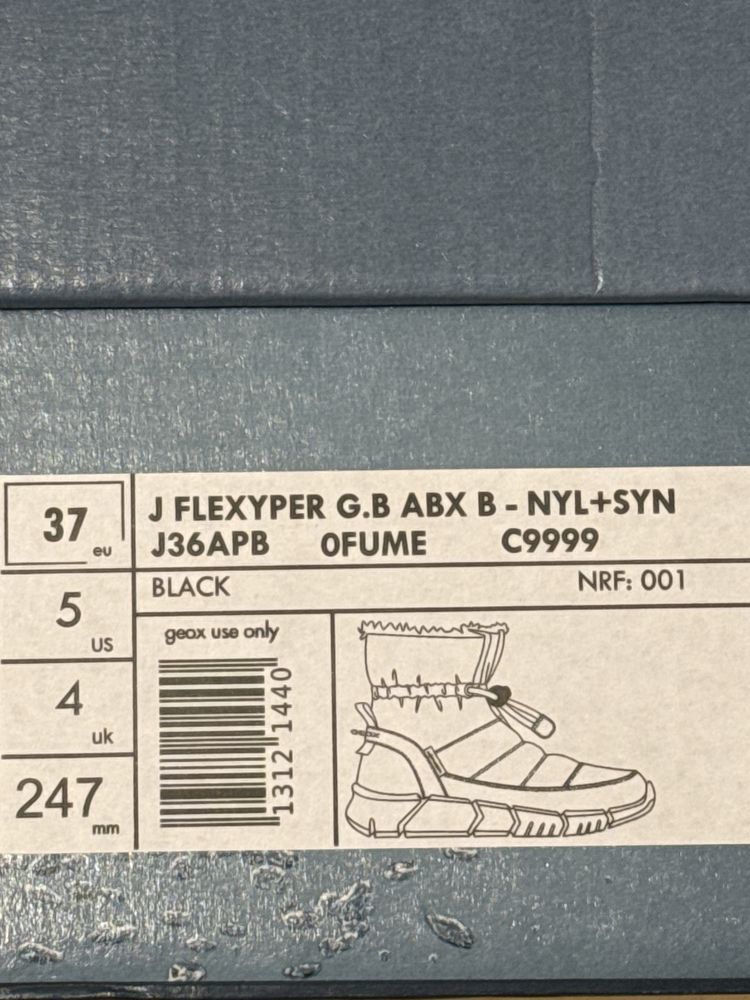 37 eu
J FLEXYPER G.B ABX B - NYL+SYN
J36APB 0FUME C9999
BLACK NRF: 001
5 US
4 uk
247 mm
geox use only
1312 1440
geox